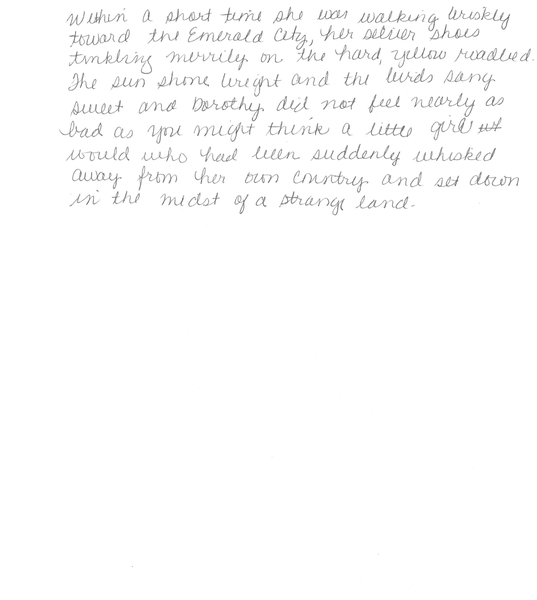 Within a short time she was walking briskly
toward the Emerald City, her silver shoes
tinkling merrily on the hard, yellow roadbed.
The sun shone bright and the birds sang
sweet and Dorothy did not feel nearly as
bad as you might think a little girl
would who had been suddenly whisked
away from her own country and set down
in the midst of a strange land.